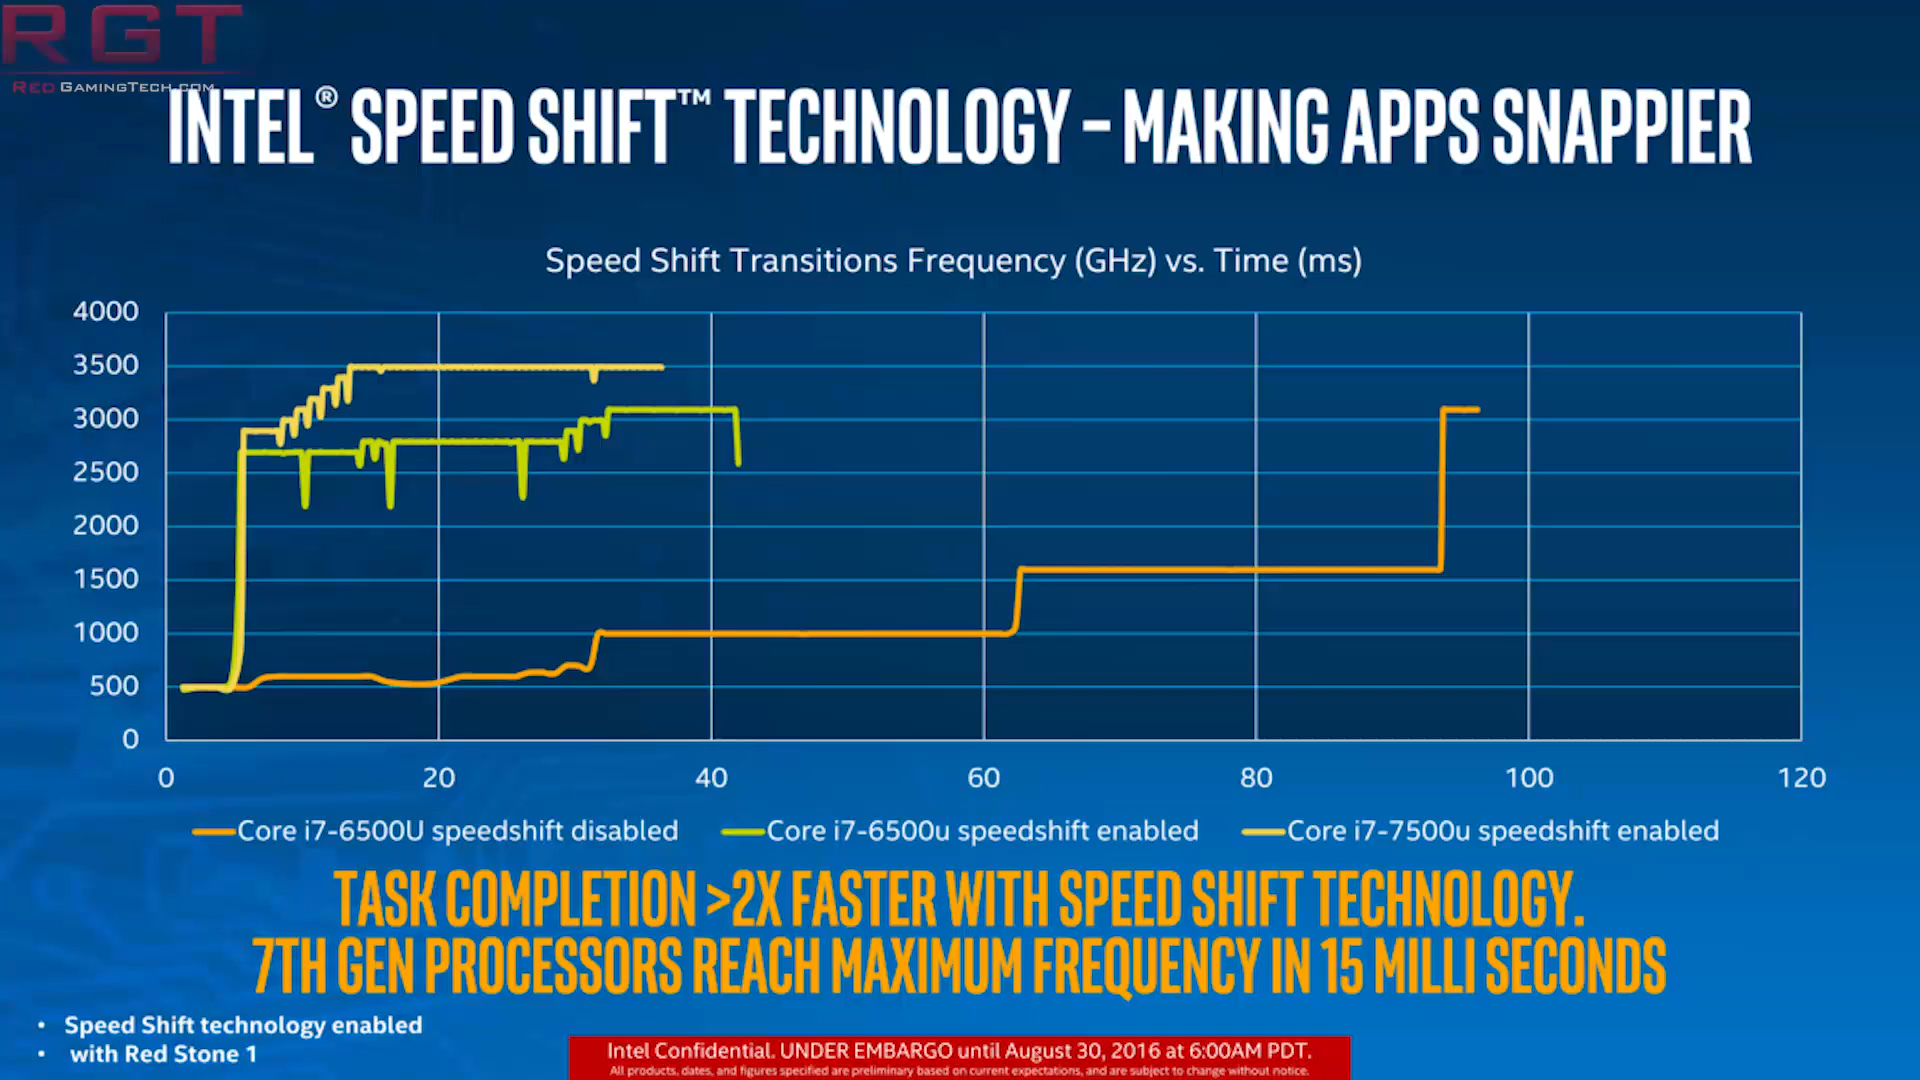 RGT
RedGamingTech.com
INTEL® SPEED SHIFT™ TECHNOLOGY – MAKING APPS SNAPPIER
Speed Shift Transitions Frequency (GHz) vs. Time (ms)
4000
3500
3000
2500
2000
1500
1000
500
0
0 20 40 60 80 100 120
Core i7-6500U speedshift disabled Core i7-6500u speedshift enabled Core i7-7500u speedshift enabled
TASK COMPLETION >2X FASTER WITH SPEED SHIFT TECHNOLOGY.
7TH GEN PROCESSORS REACH MAXIMUM FREQUENCY IN 15 MILLI SECONDS
• Speed Shift technology enabled
• with Red Stone 1
Intel Confidential. UNDER EMBARGO until August 30, 2016 at 6:00AM PDT.
All products, dates, and figures specified are preliminary based on current expectations, and are subject to change without notice.